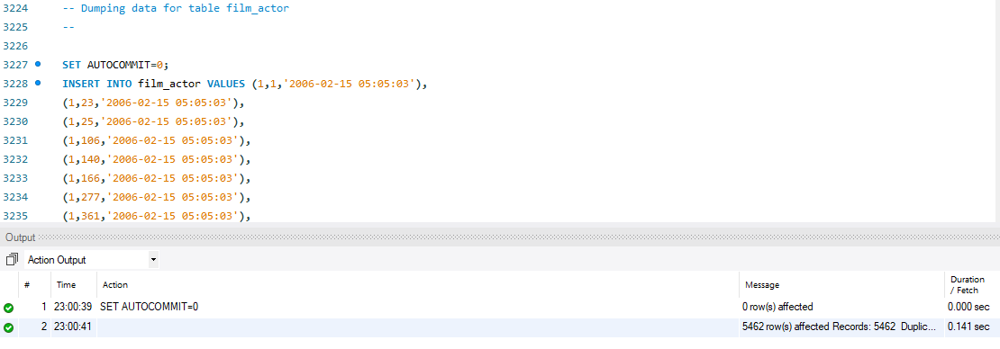 3224 -- Dumping data for table film_actor
3225 --
3226
3227 SET AUTOCOMMIT=0;
3228 INSERT INTO film_actor VALUES (1,1,'2006-02-15 05:05:03'),
3229 (1,23,'2006-02-15 05:05:03'),
3230 (1,25,'2006-02-15 05:05:03'),
3231 (1,106,'2006-02-15 05:05:03'),
3232 (1,140,'2006-02-15 05:05:03'),
3233 (1,166,'2006-02-15 05:05:03'),
3234 (1,277,'2006-02-15 05:05:03'),
3235 (1,361,'2006-02-15 05:05:03'),
Output
Action Output
# Time Action Message Duration / Fetch
1 23:00:39 SET AUTOCOMMIT=0 0 row(s) affected 0.000 sec
2 23:00:41 5462 row(s) affected Records: 5462 Duplic... 0.141 sec